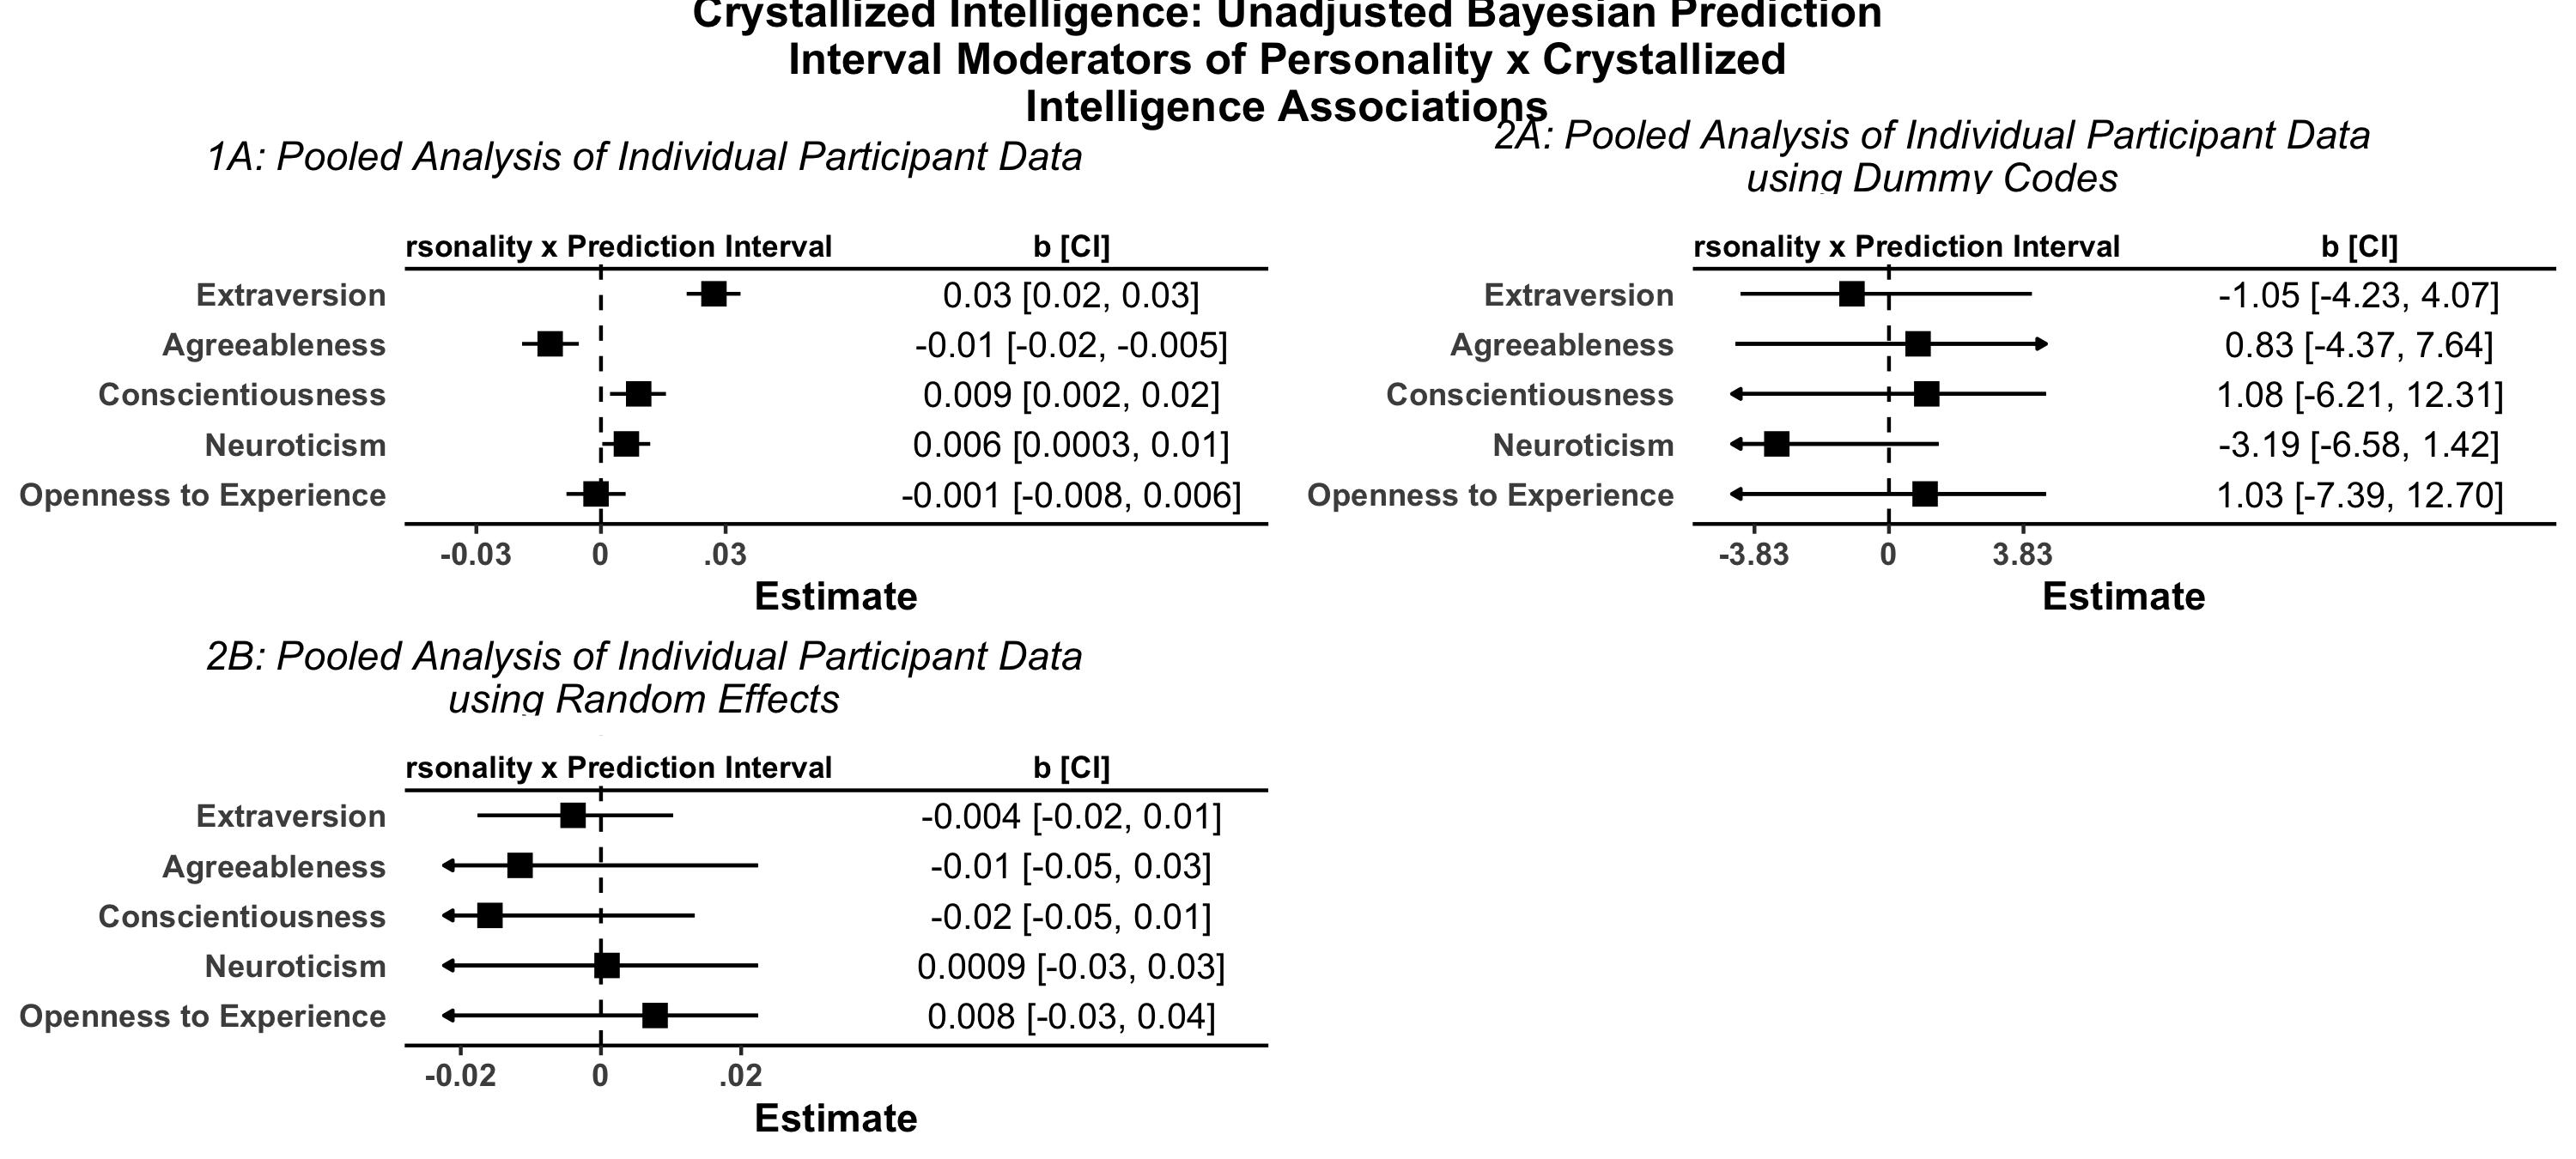 Crystallized Intelligence: Unadjusted Bayesian Prediction
Interval Moderators of Personality x Crystallized
Intelligence Associations
1A: Pooled Analysis of Individual Participant Data
rsonality x Prediction Interval b [CI]
Extraversion 0.03 [0.02, 0.03]
Agreeableness -0.01 [-0.02, -0.005]
Conscientiousness 0.009 [0.002, 0.02]
Neuroticism 0.006 [0.0003, 0.01]
Openness to Experience -0.001 [-0.008, 0.006]
-0.03 0 .03
Estimate
2A: Pooled Analysis of Individual Participant Data
using Dummy Codes
rsonality x Prediction Interval b [CI]
Extraversion -1.05 [-4.23, 4.07]
Agreeableness 0.83 [-4.37, 7.64]
Conscientiousness 1.08 [-6.21, 12.31]
Neuroticism -3.19 [-6.58, 1.42]
Openness to Experience 1.03 [-7.39, 12.70]
-3.83 0 3.83
Estimate
2B: Pooled Analysis of Individual Participant Data
using Random Effects
rsonality x Prediction Interval b [CI]
Extraversion -0.004 [-0.02, 0.01]
Agreeableness -0.01 [-0.05, 0.03]
Conscientiousness -0.02 [-0.05, 0.01]
Neuroticism 0.0009 [-0.03, 0.03]
Openness to Experience 0.008 [-0.03, 0.04]
-0.02 0 .02
Estimate